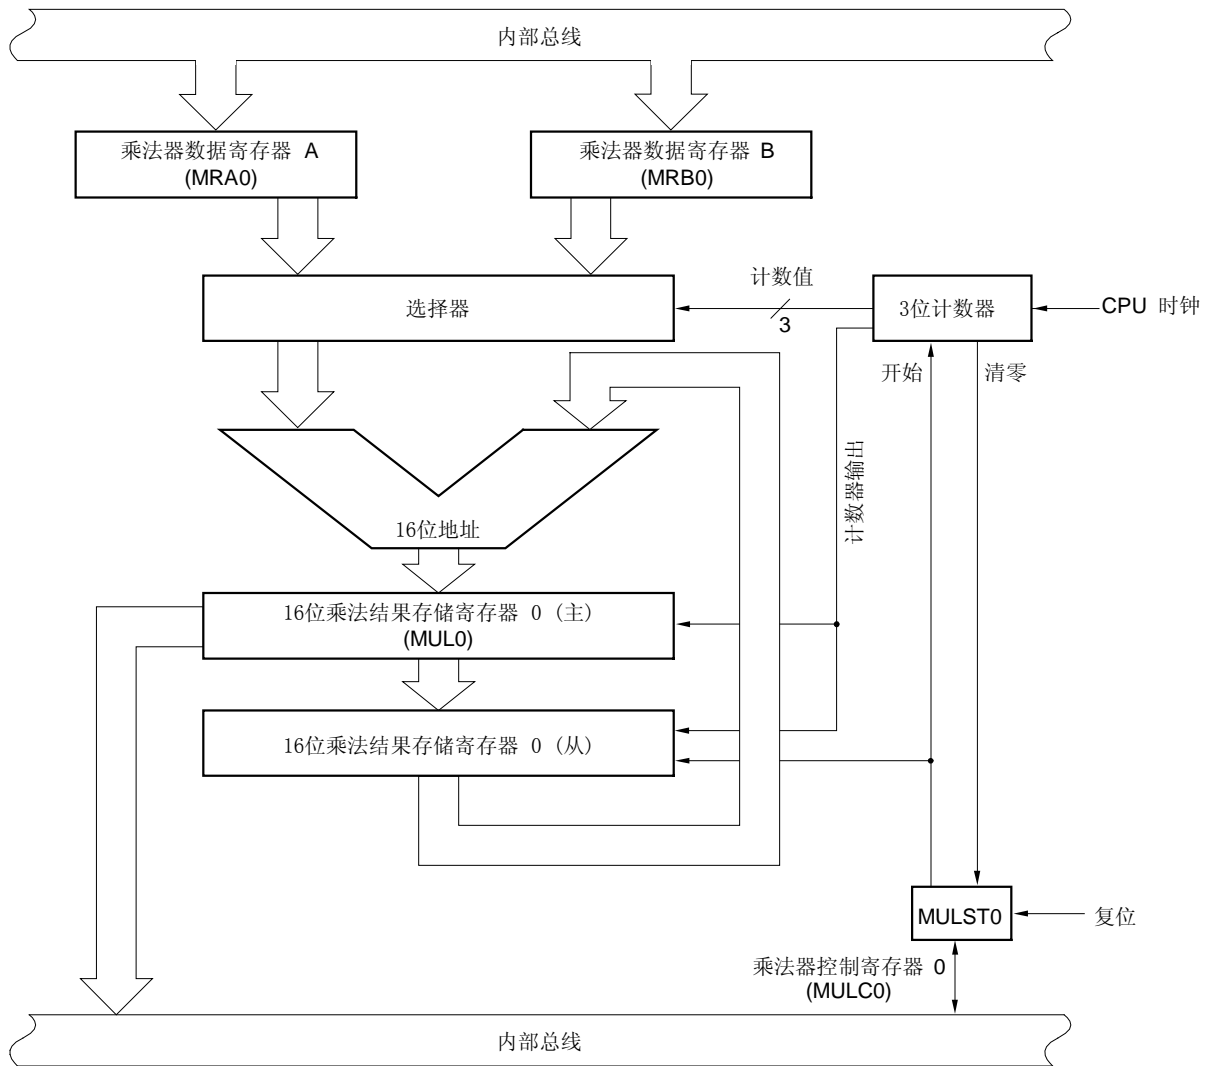 内部总线
乘法器数据寄存器 A
(MRA0)
乘法器数据寄存器 B
(MRB0)
计数值
选择器
3
3位计数器
CPU 时钟
开始
清零
计数器输出
16位地址
16位乘法结果存储寄存器 0 (主)
(MUL0)
16位乘法结果存储寄存器 0 (从)
MULST0
复位
乘法器控制寄存器 0
(MULC0)
内部总线